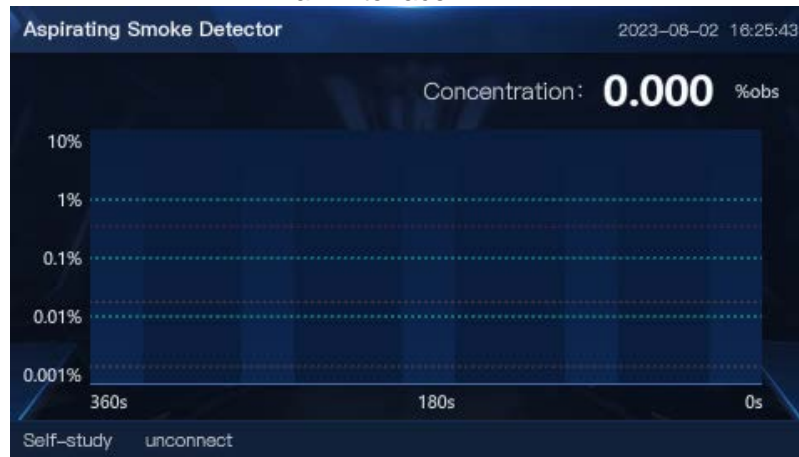 Aspirating Smoke Detector 2023-08-02 16:25:43
Concentration: 0.000 %obs
10%
1%
0.1%
0.01%
0.001%
360s 180s 0s
Self-study unconnect